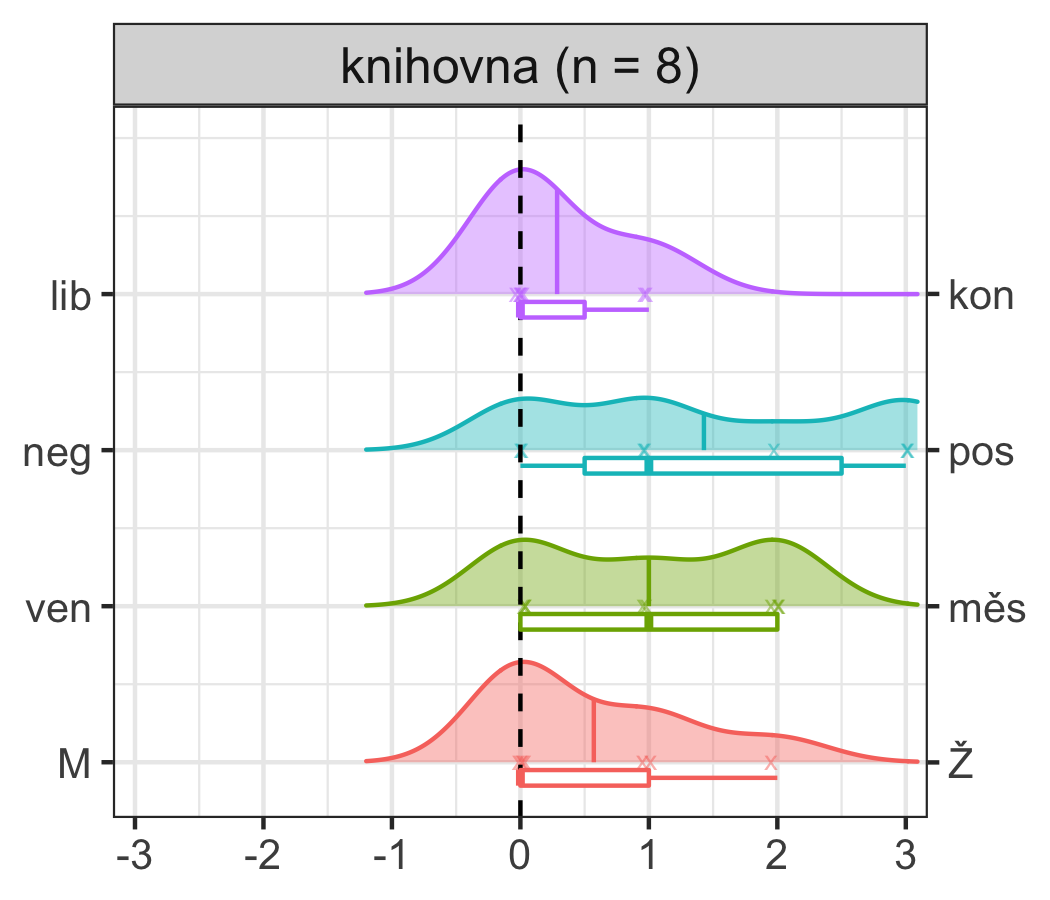 knihovna (n = 8)
lib kon
neg pos
ven měs
M Ž
-3 -2 -1 0 1 2 3